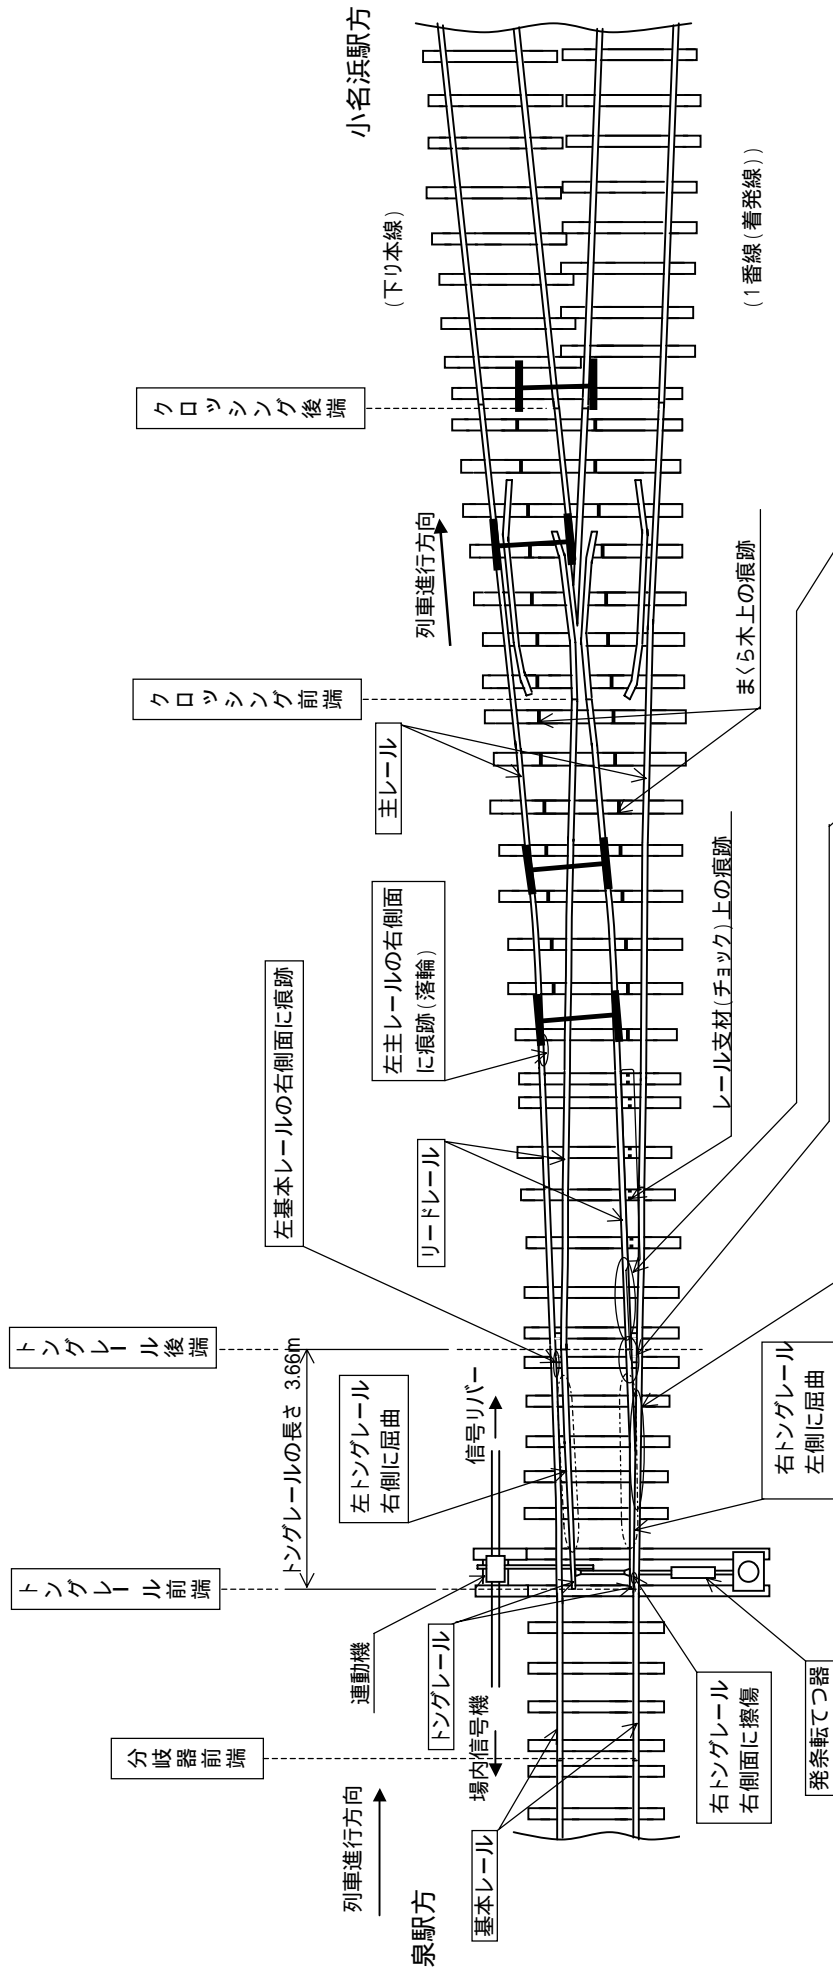 小名浜駅方
(下り本線)
(1番線(着発線))
クロッシング後端
列車進行方向
まくら木上の痕跡
クロッシング前端
主レール
左主レールの右側面
に痕跡(落輪)
レール支材(チョック)上の痕跡
左基本レールの右側面に痕跡
リードレール
トングレール後端
トングレールの長さ 3.66m
左トングレール
右側に屈曲
信号リバー
右トングレール
左側に屈曲
トングレール前端
連動機
トングレール
場内信号機
分岐器前端
右トングレール
右側面に擦傷
発条転てつ器
列車進行方向
基本レール
泉駅方